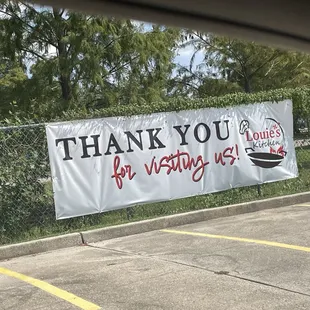 THANK YOU
for visiting us!
Louie's
Kitchen